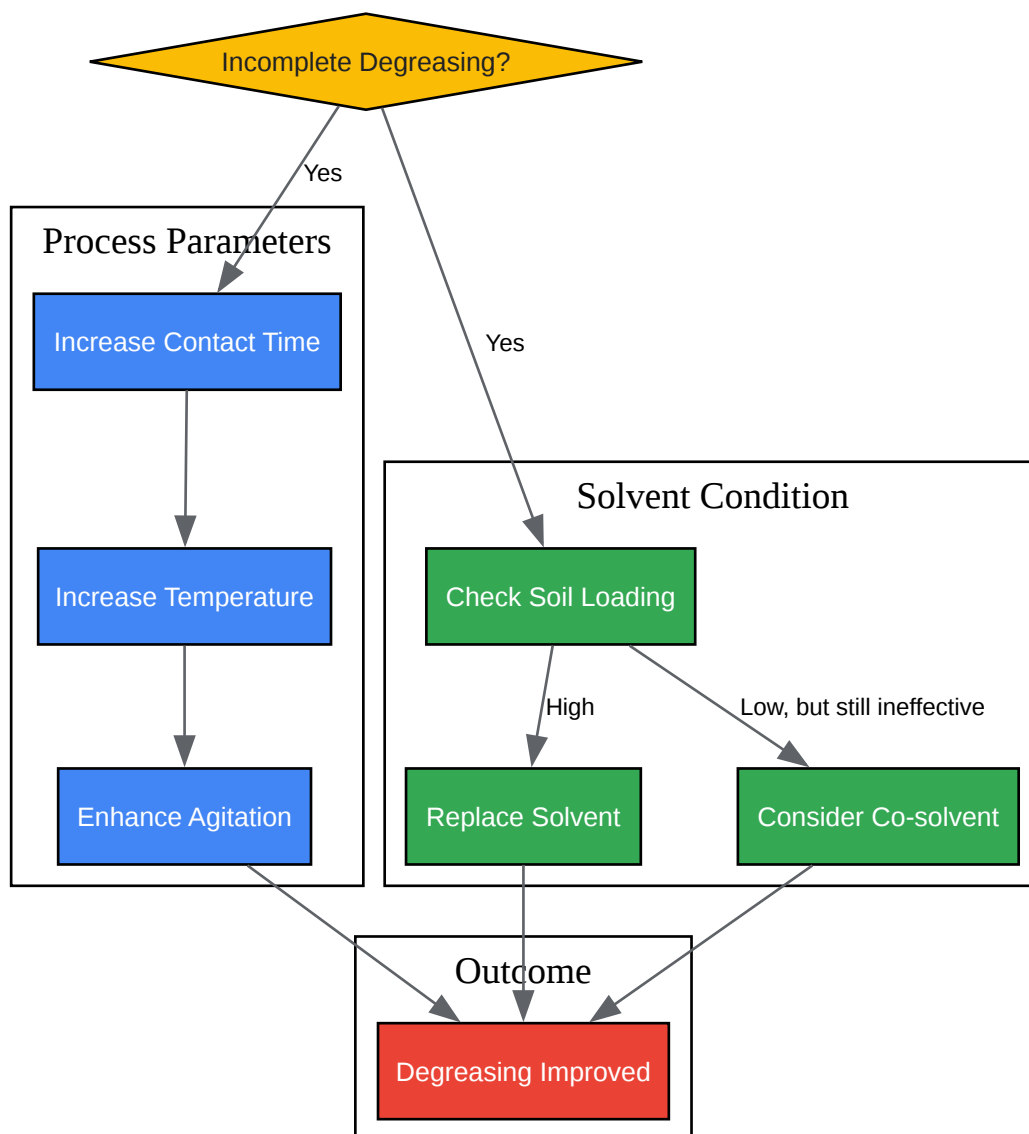 Incomplete Degreasing?
Yes
Process Parameters
Increase Contact Time
Yes
Solvent Condition
Increase Temperature
Check Soil Loading
High
Low, but still ineffective
Enhance Agitation
Replace Solvent
Consider Co-solvent
Outcome
Degreasing Improved